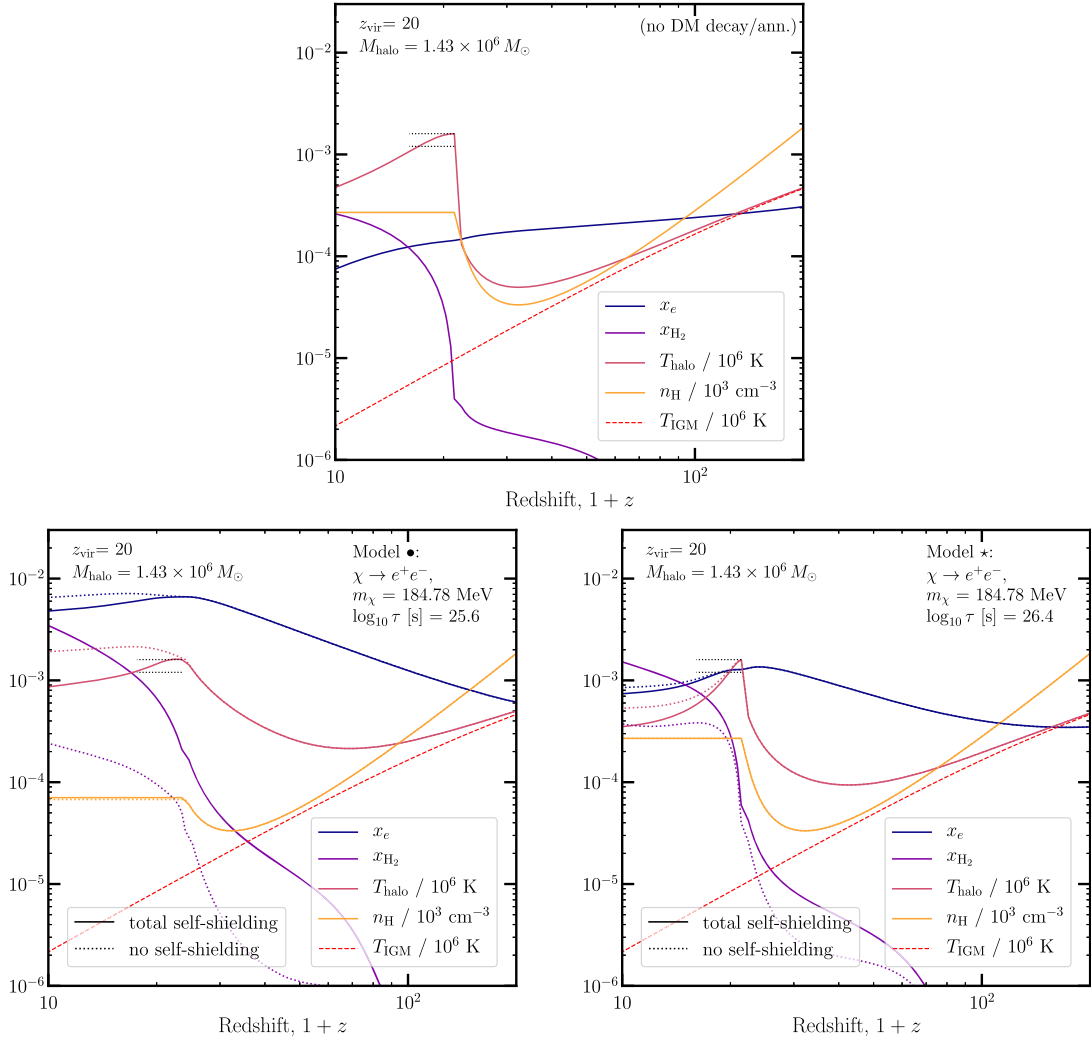 z_vir = 20
(no DM decay/ann.)
M_halo = 1.43 × 10^6 M_⊙
10^−2
10^−3
10^−4
10^−5
10^−6
x_e
x_H₂
T_halo / 10^6 K
n_H / 10^3 cm^−3
T_IGM / 10^6 K
10
10^2
Redshift, 1 + z
z_vir = 20
M_halo = 1.43 × 10^6 M_⊙
Model ●:
χ → e^+e^−,
m_χ = 184.78 MeV
log_10 τ [s] = 25.6
10^−2
10^−3
10^−4
10^−5
10^−6
x_e
x_H₂
T_halo / 10^6 K
n_H / 10^3 cm^−3
T_IGM / 10^6 K
total self-shielding
no self-shielding
10
10^2
Redshift, 1 + z
z_vir = 20
M_halo = 1.43 × 10^6 M_⊙
Model ⋆:
χ → e^+e^−,
m_χ = 184.78 MeV
log_10 τ [s] = 26.4
10^−2
10^−3
10^−4
10^−5
10^−6
x_e
x_H₂
T_halo / 10^6 K
n_H / 10^3 cm^−3
T_IGM / 10^6 K
total self-shielding
no self-shielding
10
10^2
Redshift, 1 + z